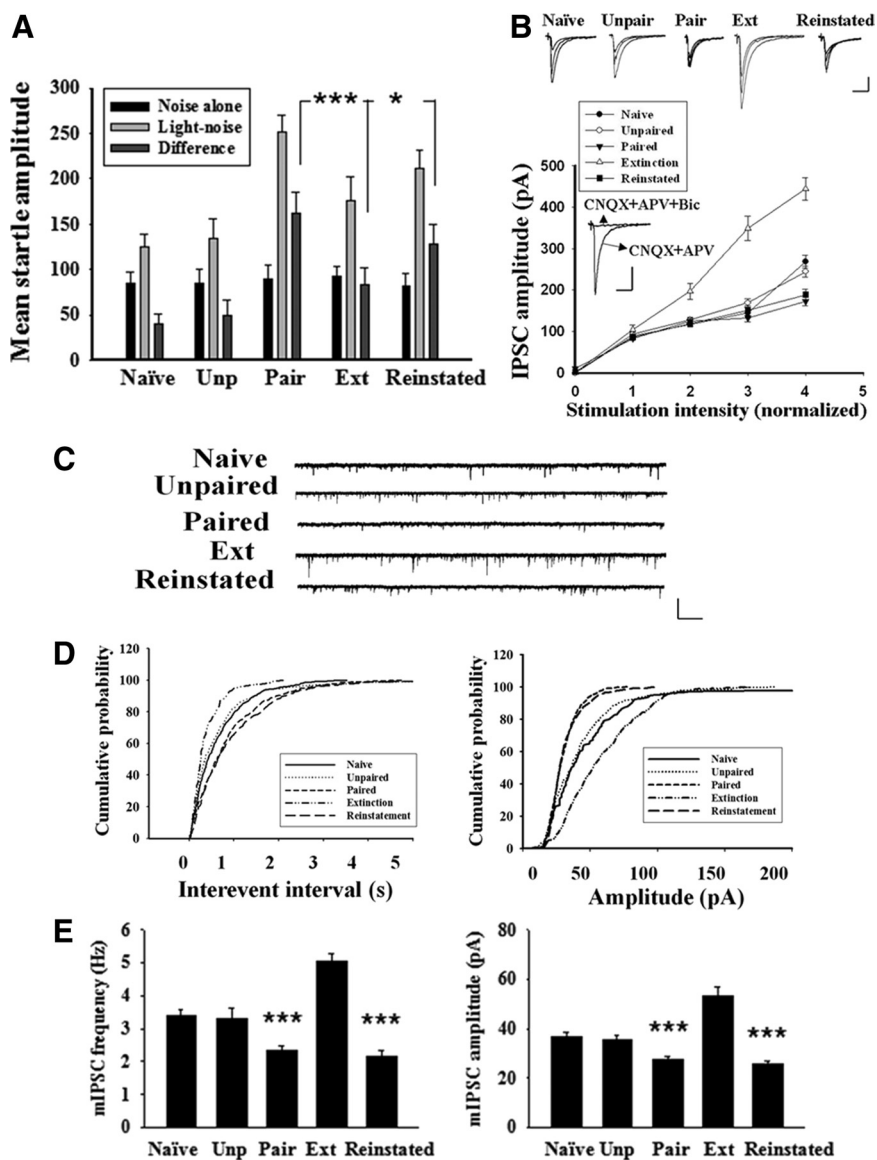 A
Mean startle amplitude
300
250
200
150
100
50
0
Noise alone
Light-noise
Difference
*** *
Naïve Unp Pair Ext Reinstated
B
Naïve Unpair Pair Ext Reinstated
Naive
Unpaired
Paired
Extinction
Reinstated
IPSC amplitude (pA)
500
400
300
200
100
0
CNQX+APV+Bic
CNQX+APV
0 1 2 3 4 5
Stimulation intensity (normalized)
C
Naive
Unpaired
Paired
Ext
Reinstated
D
Cumulative probability
120
100
80
60
40
20
0
Naive
Unpaired
Paired
Extinction
Reinstatement
0 1 2 3 4 5
Interevent interval (s)
Cumulative probability
120
100
80
60
40
20
0
Naive
Unpaired
Paired
Extinction
Reinstatement
0 50 100 150 200
Amplitude (pA)
E
mIPSC frequency (Hz)
6
5
4
3
2
1
0
*** ***
Naïve Unp Pair Ext Reinstated
mIPSC amplitude (pA)
80
60
40
20
0
*** ***
Naïve Unp Pair Ext Reinstated